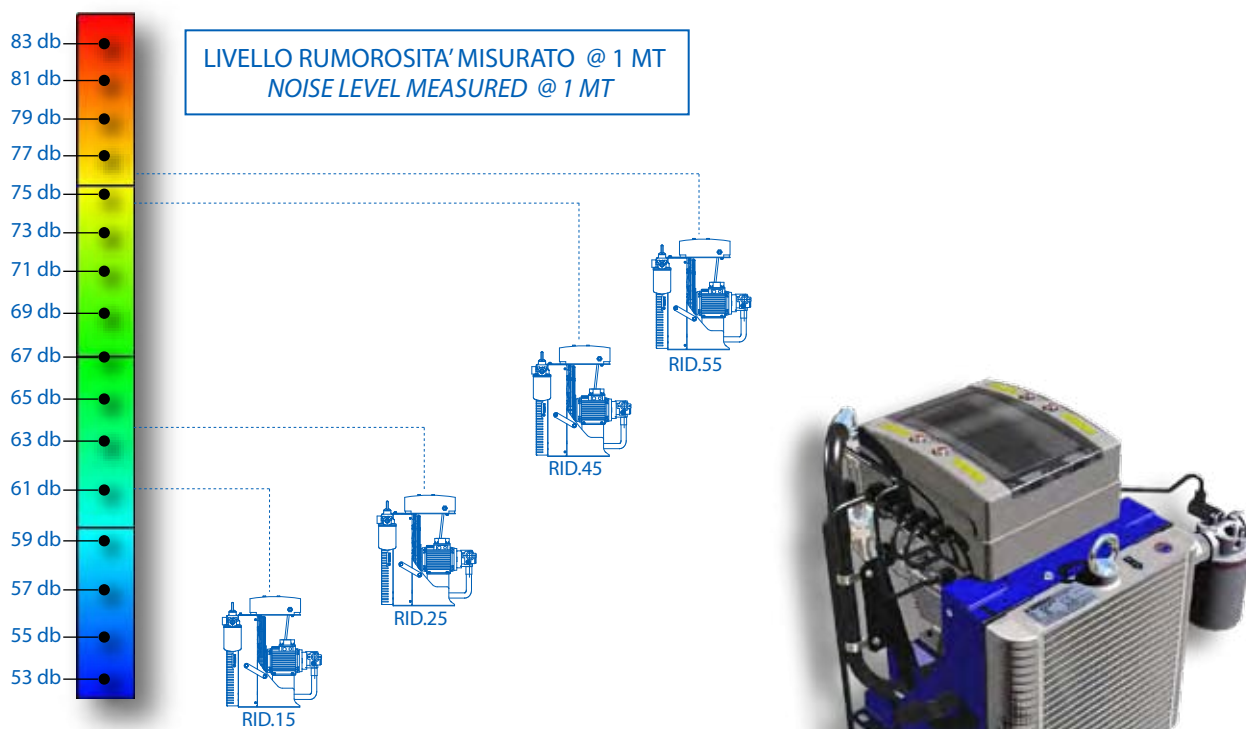 LIVELLO RUMOROSITA' MISURATO @ 1 MT
NOISE LEVEL MEASURED @ 1 MT
83 db
81 db
79 db
77 db
75 db
73 db
71 db
69 db
67 db
65 db
63 db
61 db
59 db
57 db
55 db
53 db
RID.55
RID.45
RID.25
RID.15